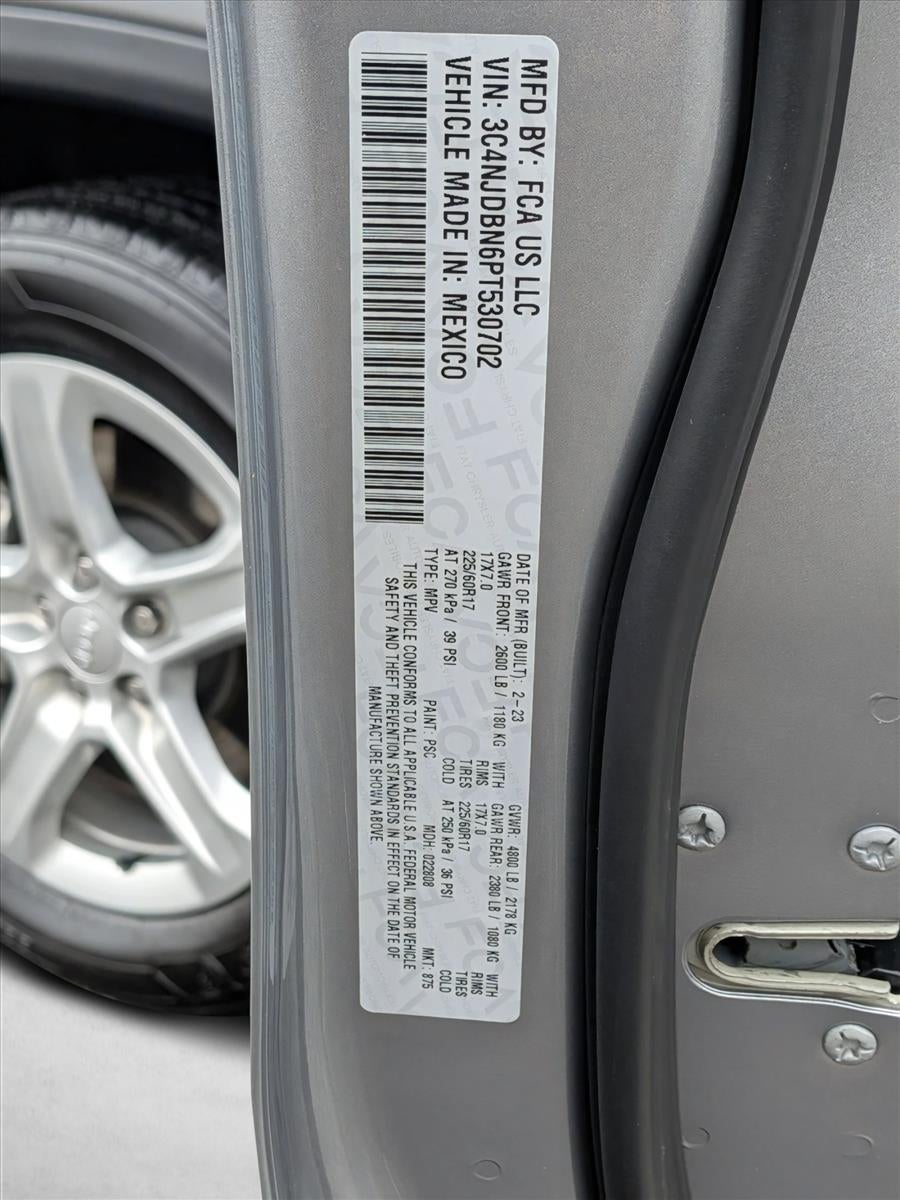 MFD BY: FCA US LLC
VIN: 3C4NJDBN6PT530702
VEHICLE MADE IN: MEXICO
DATE OF MFR (BUILT): 2-23 GVWR: 4800 LB / 2178 KG
GAWR FRONT: 2600 LB / 1180 KG WITH GAWR REAR: 2380 LB / 1080 KG WITH
17X7.0 RIMS 17X7.0 RIMS
225/60R17 TIRES 225/60R17 TIRES
AT 270 kPa / 39 PSI COLD AT 250 kPa / 36 PSI COLD
TYPE: MPV PAINT: PSC MDH: 022808 MKT: 875
THIS VEHICLE CONFORMS TO ALL APPLICABLE U.S.A. FEDERAL MOTOR VEHICLE
SAFETY AND THEFT PREVENTION STANDARDS IN EFFECT ON THE DATE OF
MANUFACTURE SHOWN ABOVE.
Jeep